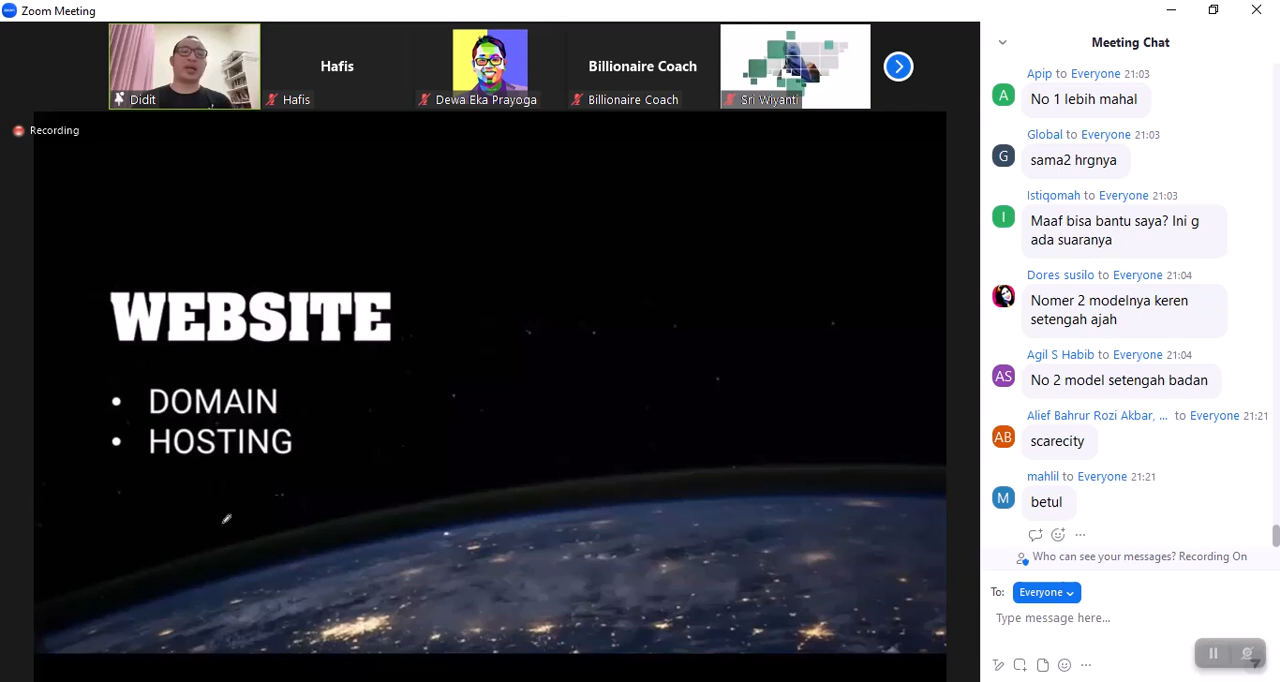 Zoom Meeting
Didit
Hafis
Hafis
Dewa Eka Prayoga
Billionaire Coach
Billionaire Coach
Sri Wiyanti
Recording
WEBSITE
• DOMAIN
• HOSTING
Meeting Chat
Apip to Everyone 21:03
A
No 1 lebih mahal
Global to Everyone 21:03
G
sama2 hrgnya
Istiqomah to Everyone 21:03
I
Maaf bisa bantu saya? Ini g
ada suaranya
Dores susilo to Everyone 21:04
Nomer 2 modelnya keren
setengah ajah
Agil S Habib to Everyone 21:04
AS
No 2 model setengah badan
Alief Bahrur Rozi Akbar, ... to Everyone 21:21
AB
scarecity
mahlil to Everyone 21:21
M
betul
Who can see your messages? Recording On
To: Everyone
Type message here...